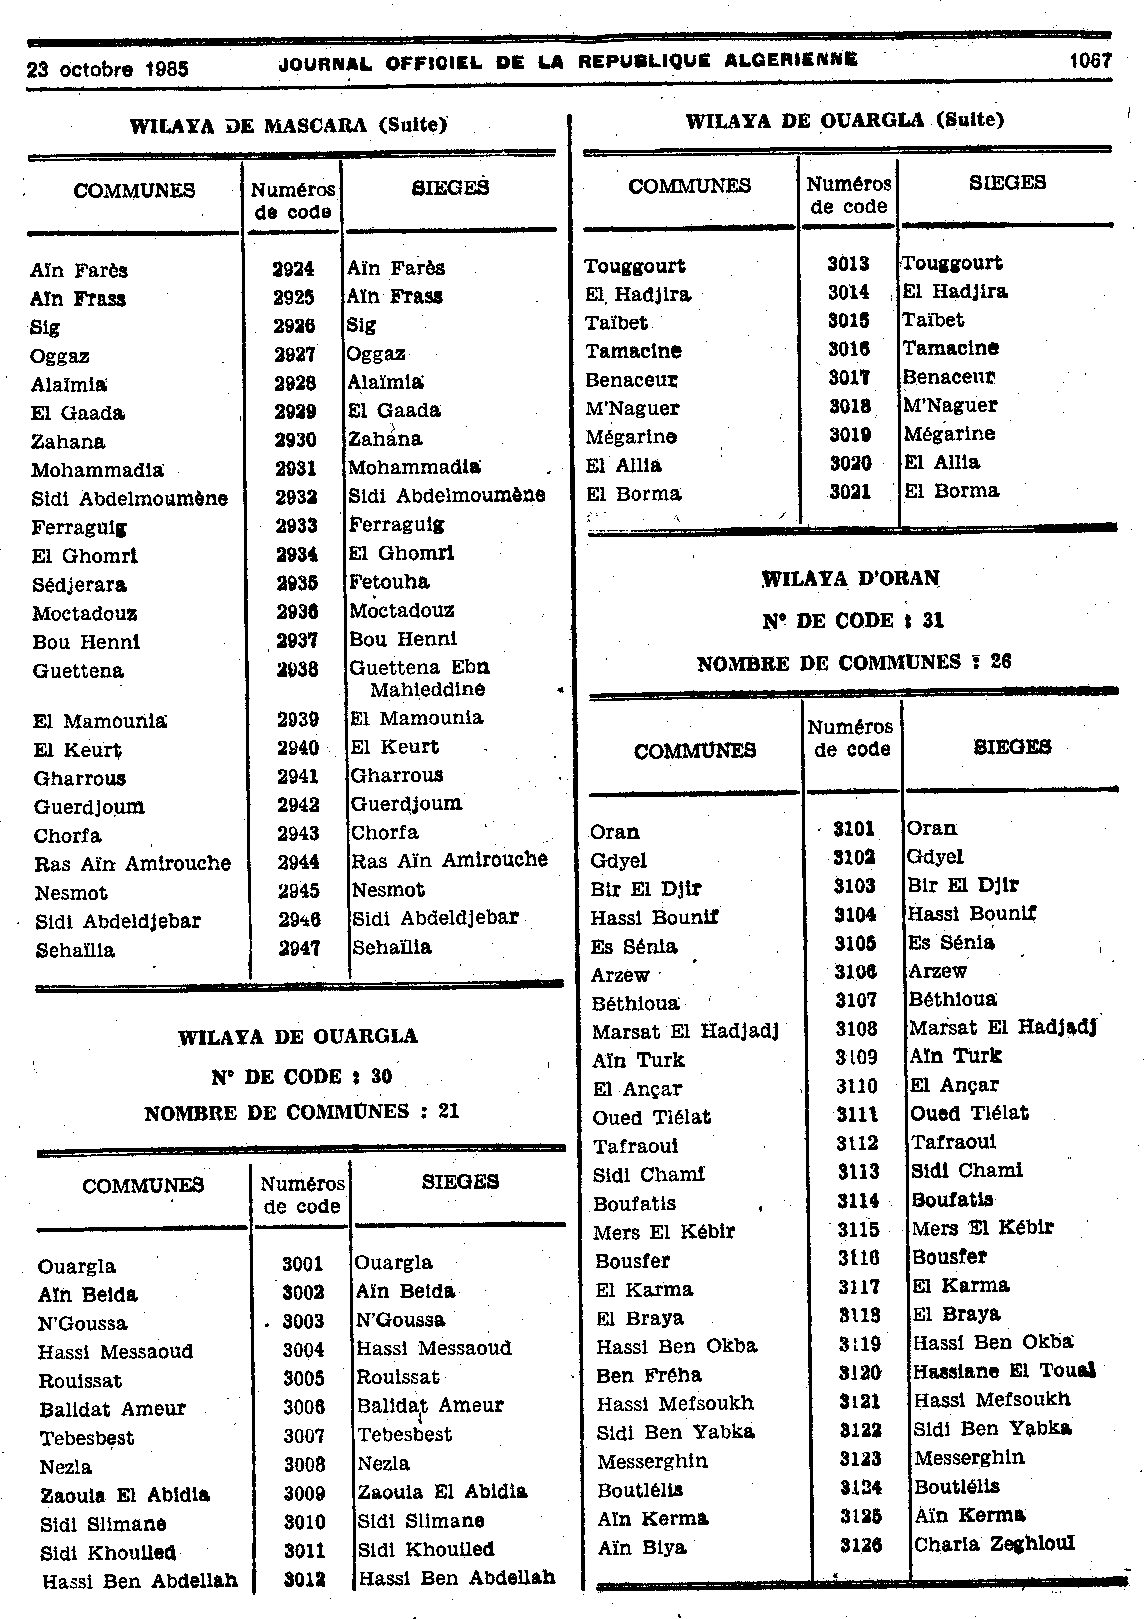 23 octobre 1985 JOURNAL OFFICIEL DE LA REPUBLIQUE ALGERIENNE 1067
WILAYA DE MASCARA (Suite)
COMMUNES Numéros de code SIEGES
Aïn Farès 2924 Aïn Farès
Aïn Frass 2925 Aïn Frass
Sig 2926 Sig
Oggaz 2927 Oggaz
Alaïmia 2928 Alaïmia
El Gaada 2929 El Gaada
Zahana 2930 Zahana
Mohammadia 2931 Mohammadia
Sidi Abdelmoumène 2932 Sidi Abdelmoumène
Ferraguig 2933 Ferraguig
El Ghomri 2934 El Ghomri
Sédjerara 2935 Fetouha
Moctadouz 2936 Moctadouz
Bou Henni 2937 Bou Henni
Guettena 2938 Guettena Ebn
Mahieddine
El Mamounia 2939 El Mamounia
El Keurt 2940 El Keurt
Gharrous 2941 Gharrous
Guerdjoum 2942 Guerdjoum
Chorfa 2943 Chorfa
Ras Aïn Amirouche 2944 Ras Aïn Amirouche
Nesmot 2945 Nesmot
Sidi Abdeldjebar 2946 Sidi Abdeldjebar
Sehaïlia 2947 Sehaïlia
WILAYA DE OUARGLA
N° DE CODE : 30
NOMBRE DE COMMUNES : 21
COMMUNES Numéros de code SIEGES
Ouargla 3001 Ouargla
Aïn Beida 3002 Aïn Beida
N'Goussa 3003 N'Goussa
Hassi Messaoud 3004 Hassi Messaoud
Rouissat 3005 Rouissat
Balidat Ameur 3006 Balidat Ameur
Tebesbest 3007 Tebesbest
Nezla 3008 Nezla
Zaouia El Abidia 3009 Zaouia El Abidia
Sidi Slimane 3010 Sidi Slimane
Sidi Khouiled 3011 Sidi Khouiled
Hassi Ben Abdellah 3012 Hassi Ben Abdellah
WILAYA DE OUARGLA (Suite)
COMMUNES Numéros de code SIEGES
Touggourt 3013 Touggourt
El Hadjira 3014 El Hadjira
Taïbet 3015 Taïbet
Tamacine 3016 Tamacine
Benaceur 3017 Benaceur
M'Naguer 3018 M'Naguer
Mégarine 3019 Mégarine
El Allia 3020 El Allia
El Borma 3021 El Borma
WILAYA D'ORAN
N° DE CODE : 31
NOMBRE DE COMMUNES : 26
COMMUNES Numéros de code SIEGES
Oran 3101 Oran
Gdyel 3102 Gdyel
Bir El Djir 3103 Bir El Djir
Hassi Bounif 3104 Hassi Bounif
Es Sénia 3105 Es Sénia
Arzew 3106 Arzew
Béthioua 3107 Béthioua
Marsat El Hadjadj 3108 Marsat El Hadjadj
Aïn Turk 3109 Aïn Turk
El Ançar 3110 El Ançar
Oued Tlélat 3111 Oued Tlélat
Tafraoui 3112 Tafraoui
Sidi Chami 3113 Sidi Chami
Boufatis 3114 Boufatis
Mers El Kébir 3115 Mers El Kébir
Bousfer 3116 Bousfer
El Karma 3117 El Karma
El Braya 3118 El Braya
Hassi Ben Okba 3119 Hassi Ben Okba
Ben Fréha 3120 Hassiane El Toual
Hassi Mefsoukh 3121 Hassi Mefsoukh
Sidi Ben Yabka 3122 Sidi Ben Yabka
Messerghin 3123 Messerghin
Boutlélis 3124 Boutlélis
Aïn Kerma 3125 Aïn Kerma
Aïn Biya 3126 Charia Zeghloul